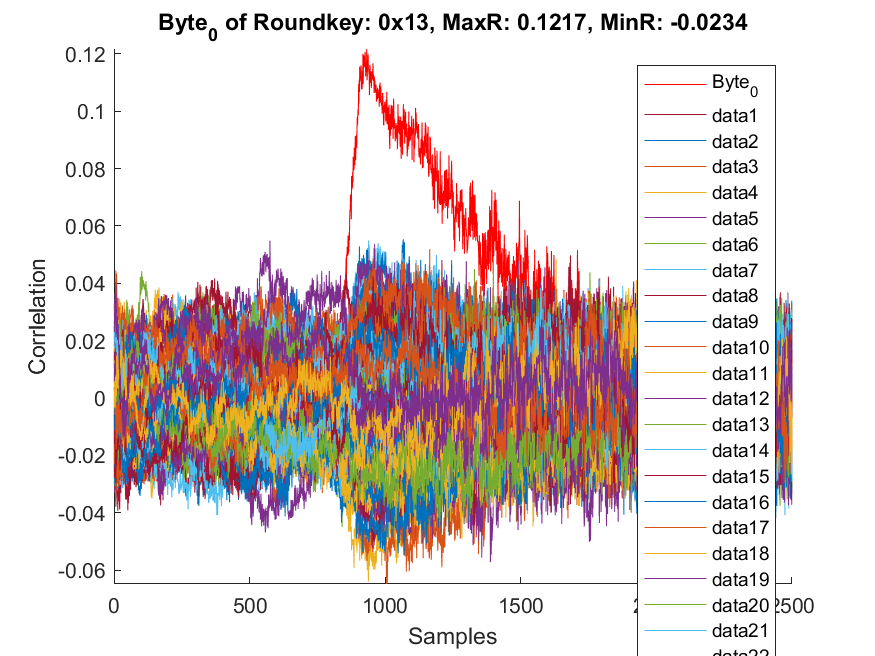 Byte0 of Roundkey: 0x13, MaxR: 0.1217, MinR: -0.0234
0.12
0.1
0.08
0.06
0.04
0.02
0
-0.02
-0.04
-0.06
Corrlelation
0
500
1000
1500
2
2500
Samples
Byte0
data1
data2
data3
data4
data5
data6
data7
data8
data9
data10
data11
data12
data13
data14
data15
data16
data17
data18
data19
data20
data21
data22